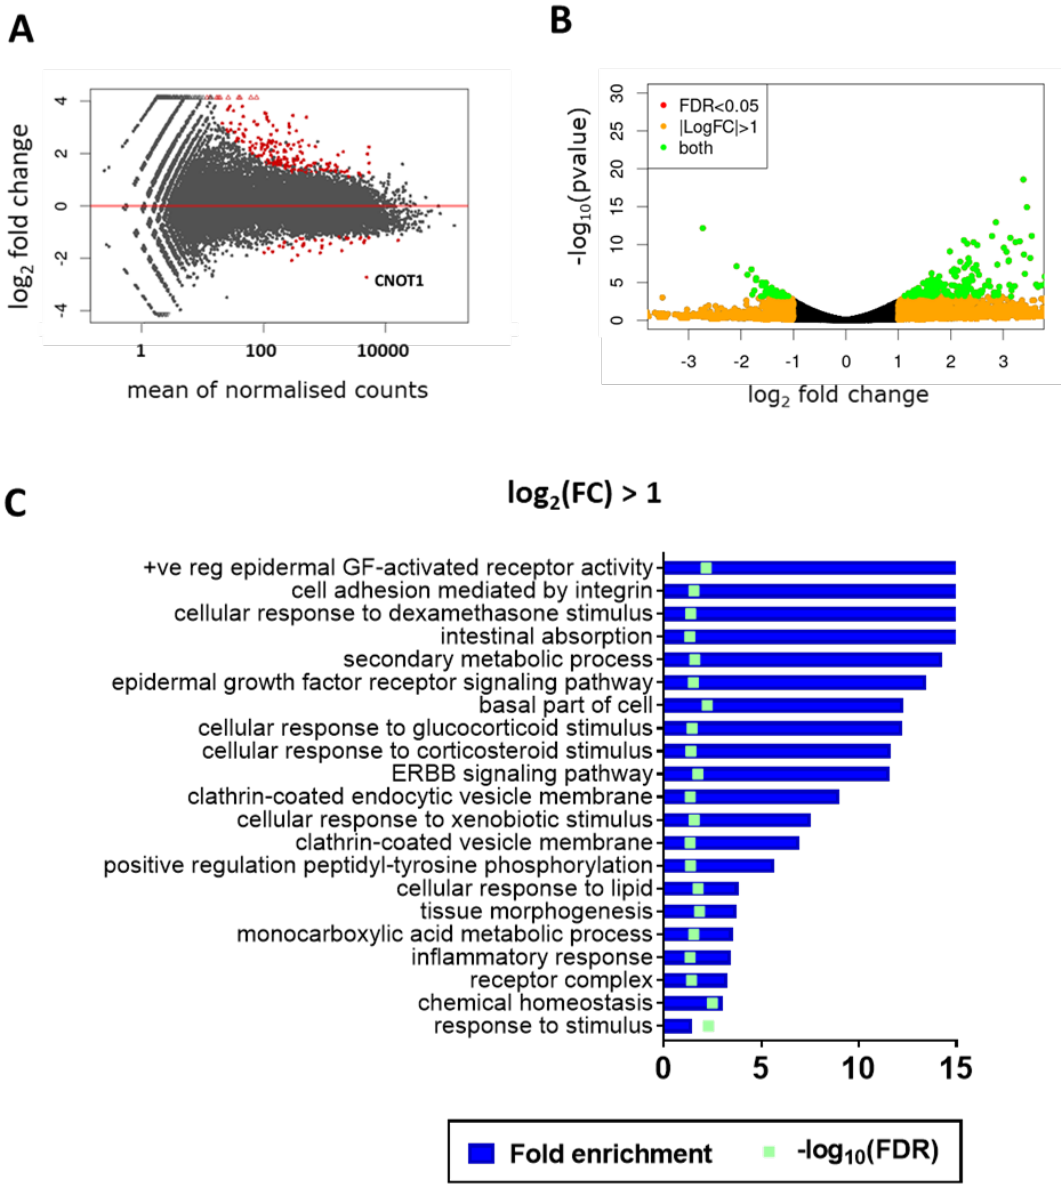 A
log2 fold change
4
2
0
-2
-4
CNOT1
1
100
10000
mean of normalised counts
B
-log10(pvalue)
30
25
20
15
10
5
0
FDR<0.05
|LogFC|>1
both
-3
-2
-1
0
1
2
3
log2 fold change
C
log2(FC) > 1
+ve reg epidermal GF-activated receptor activity
cell adhesion mediated by integrin
cellular response to dexamethasone stimulus
intestinal absorption
secondary metabolic process
epidermal growth factor receptor signaling pathway
basal part of cell
cellular response to glucocorticoid stimulus
cellular response to corticosteroid stimulus
ERBB signaling pathway
clathrin-coated endocytic vesicle membrane
cellular response to xenobiotic stimulus
clathrin-coated vesicle membrane
positive regulation peptidyl-tyrosine phosphorylation
cellular response to lipid
tissue morphogenesis
monocarboxylic acid metabolic process
inflammatory response
receptor complex
chemical homeostasis
response to stimulus
0
5
10
15
Fold enrichment
-log10(FDR)